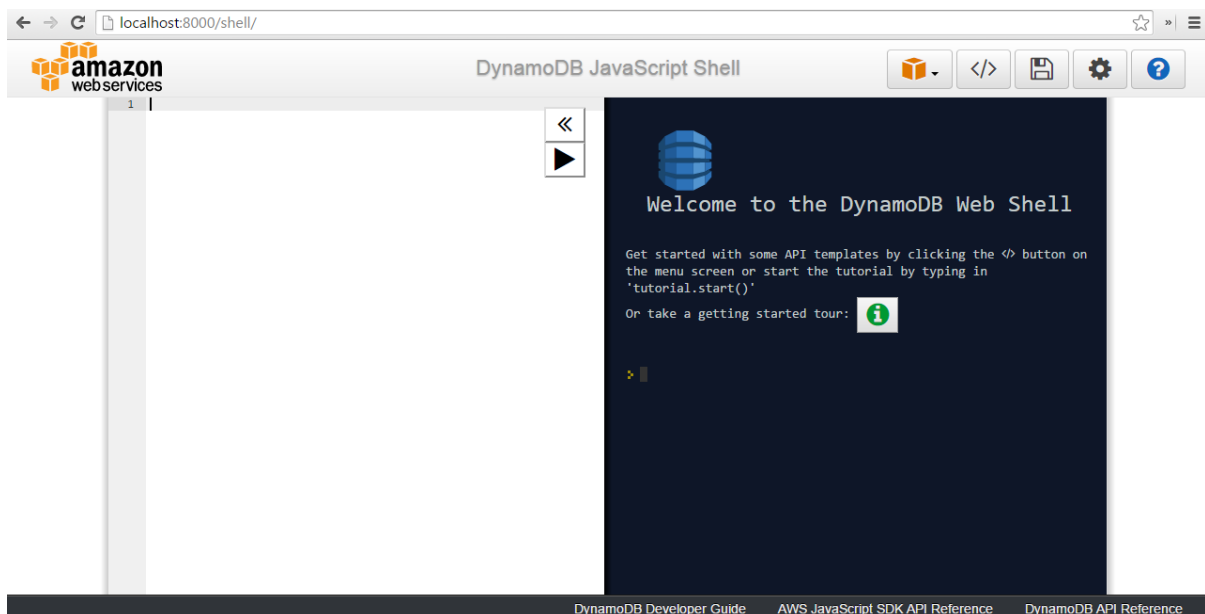 localhost:8000/shell/
amazon
webservices
DynamoDB JavaScript Shell
</>
1
Welcome to the DynamoDB Web Shell
Get started with some API templates by clicking the </> button on
the menu screen or start the tutorial by typing in
'tutorial.start()'
Or take a getting started tour:
>
DynamoDB Developer Guide AWS JavaScript SDK API Reference DynamoDB API Reference